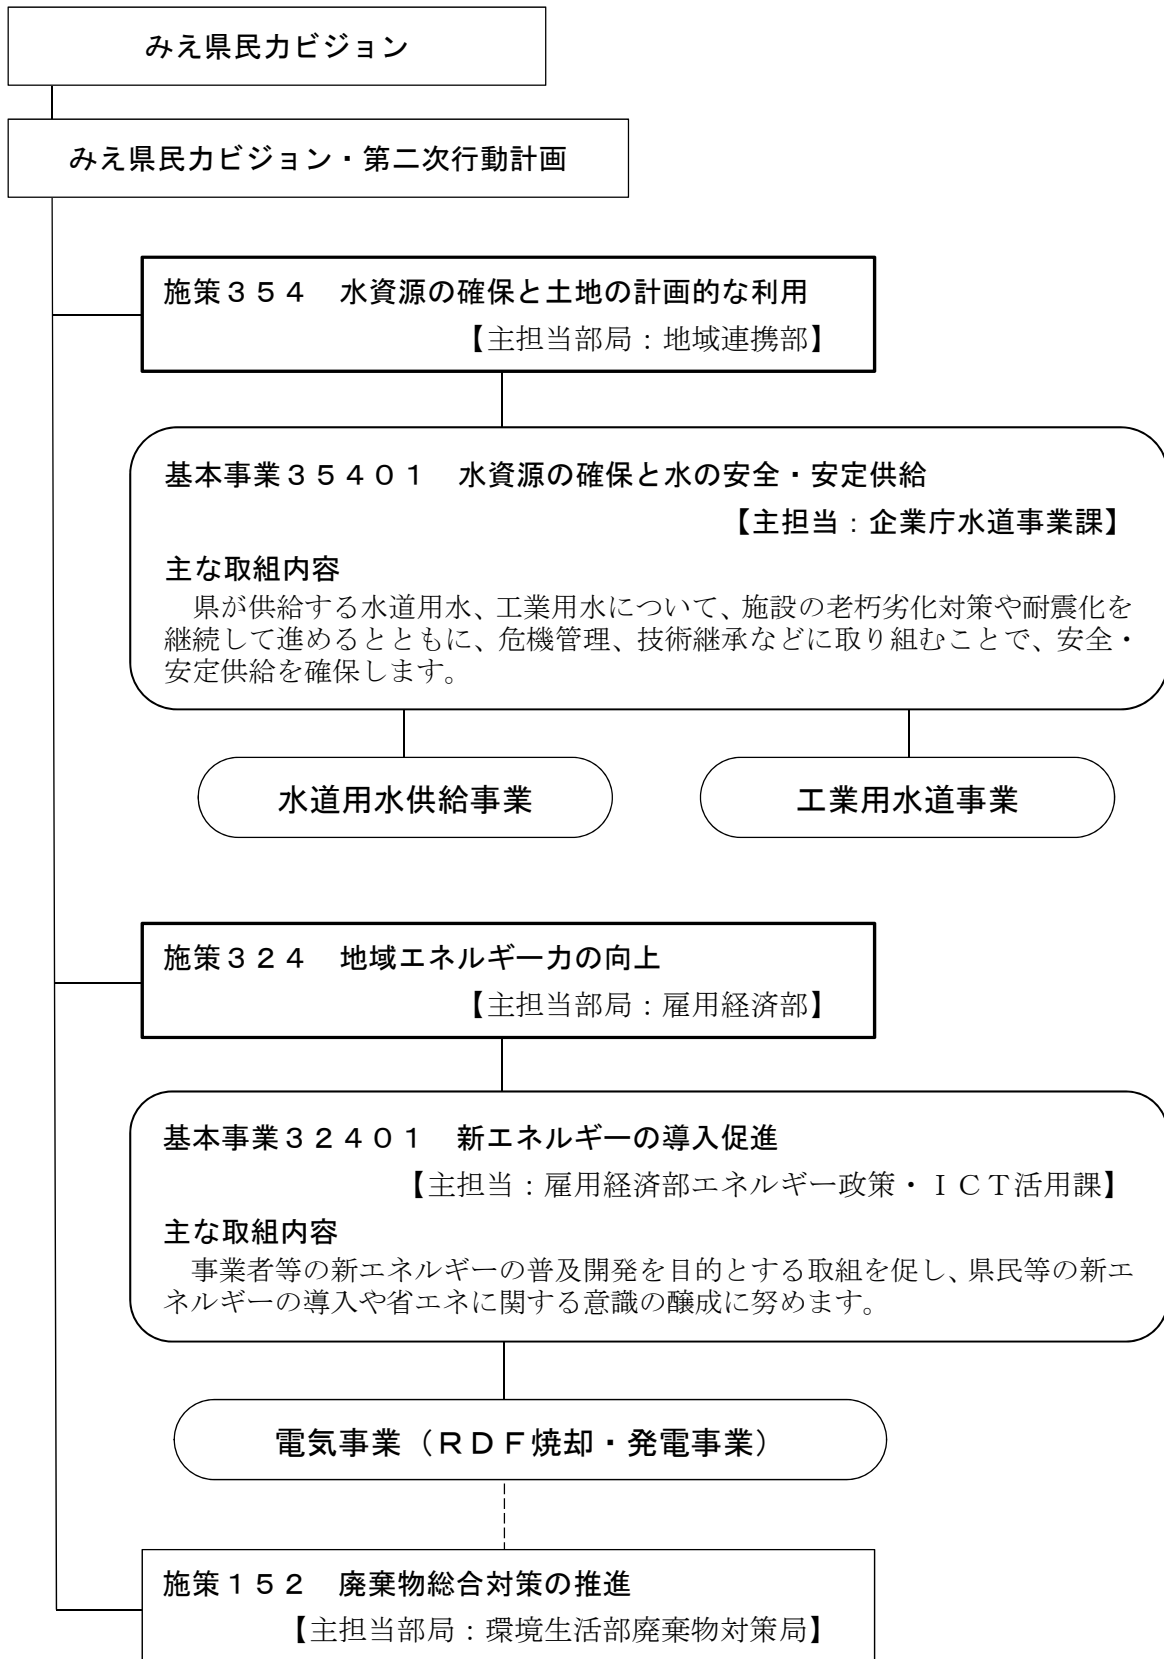 みえ県民力ビジョン
みえ県民力ビジョン・第二次行動計画
施策３５４　水資源の確保と土地の計画的な利用
【主担当部局：地域連携部】
基本事業３５４０１　水資源の確保と水の安全・安定供給
【主担当：企業庁水道事業課】
主な取組内容
県が供給する水道用水、工業用水について、施設の老朽劣化対策や耐震化を
継続して進めるとともに、危機管理、技術継承などに取り組むことで、安全・
安定供給を確保します。
水道用水供給事業　工業用水道事業
施策３２４　地域エネルギー力の向上
【主担当部局：雇用経済部】
基本事業３２４０１　新エネルギーの導入促進
【主担当：雇用経済部エネルギー政策・ＩＣＴ活用課】
主な取組内容
事業者等の新エネルギーの普及開発を目的とする取組を促し、県民等の新エ
ネルギーの導入や省エネに関する意識の醸成に努めます。
電気事業（ＲＤＦ焼却・発電事業）
施策１５２　廃棄物総合対策の推進
【主担当部局：環境生活部廃棄物対策局】